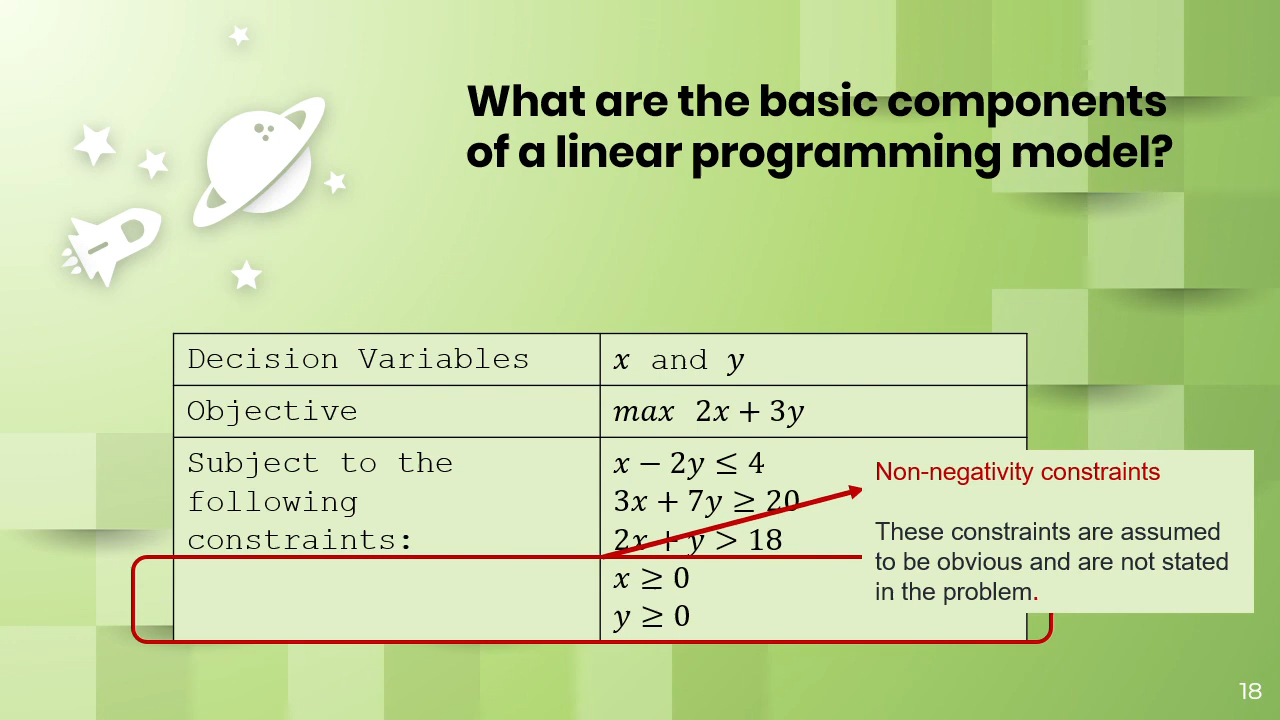 What are the basic components
of a linear programming model?
Decision Variables
x and y
Objective
max 2x + 3y
Subject to the
following
constraints:
x − 2y ≤ 4
3x + 7y ≥ 20
2x + y > 18
x ≥ 0
y ≥ 0
Non-negativity constraints
These constraints are assumed
to be obvious and are not stated
in the problem.
18